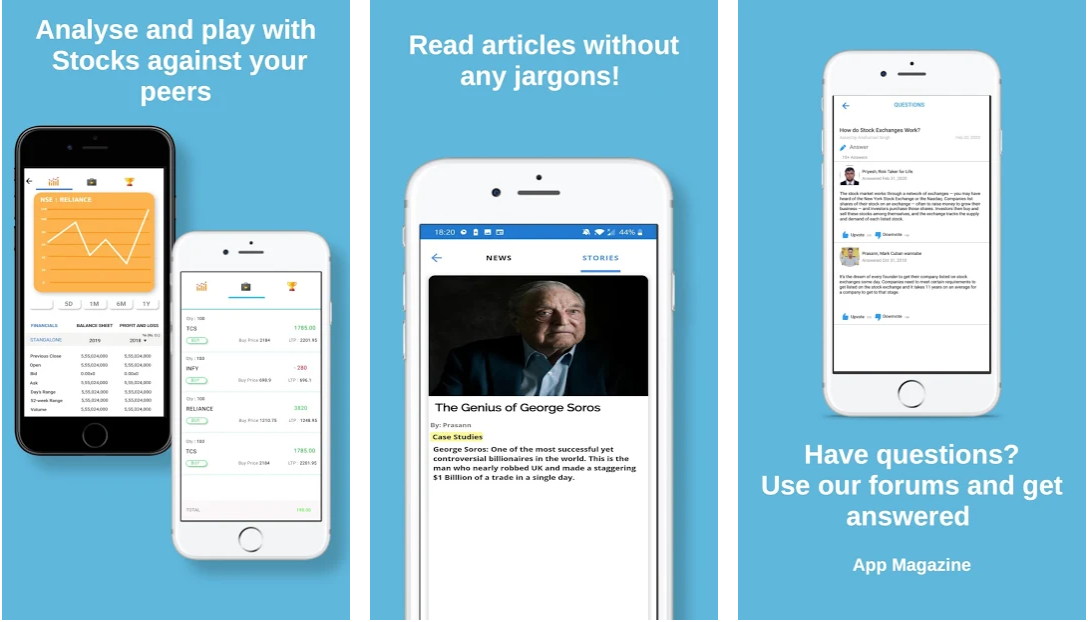 Analyse and play with
Stocks against your
peers
NSE : RELIANCE
5D 1M 6M 1Y
FINANCIALS BALANCE SHEET PROFIT AND LOSS
STANDALONE 2019 2018
Previous Close 5,55,024,000 5,55,024,000
Open 5,55,024,000 5,55,024,000
Bid 0.00x0 0.00x0
Ask 5,55,024,000 5,55,024,000
Day's Range 5,55,024,000 5,55,024,000
52-week Range 5,55,024,000 5,55,024,000
Volume 5,55,024,000 5,55,024,000
Qty : 100
TCS 1785.00
BUY Buy Price 2184 LTP : 2201.95
Qty : 100
INFY - 280
BUY Buy Price 698.9 LTP : 696.1
Qty : 100
RELIANCE 3820
BUY Buy Price 1210.75 LTP : 1248.95
Qty : 100
TCS 1785.00
BUY Buy Price 2184 LTP : 2201.95
TOTAL
Read articles without
any jargons!
18:20 44%
NEWS STORIES
The Genius of George Soros
By: Prasann
Case Studies
George Soros: One of the most successful yet
controversial billionaires in the world. This is the
man who nearly robbed UK and made a staggering
$1 Billlion of a trade in a single day.
QUESTIONS
How do Stock Exchanges Work?
Answer
10+ Answers
Priyesh, Risk Taker for Life
Answered Feb 21, 2020
The stock market works through a network of exchanges — you may have
heard of the New York Stock Exchange or the Nasdaq. Companies list
shares of their stock on an exchange — often to raise money to grow their
business — and investors purchase those shares. Investors then buy and
sell these stocks among themselves, and the exchange tracks the supply
and demand of each listed stock.
Upvote Downvote
Prasann, Mark Cuban wannabe
It's the dream of every founder to get their company listed on stock
exchanges some day. Companies need to meet certain requirements to
get listed on the stock exchange and it takes 11 years on an average for
a company to get to that stage.
Upvote Downvote
Have questions?
Use our forums and get
answered
App Magazine